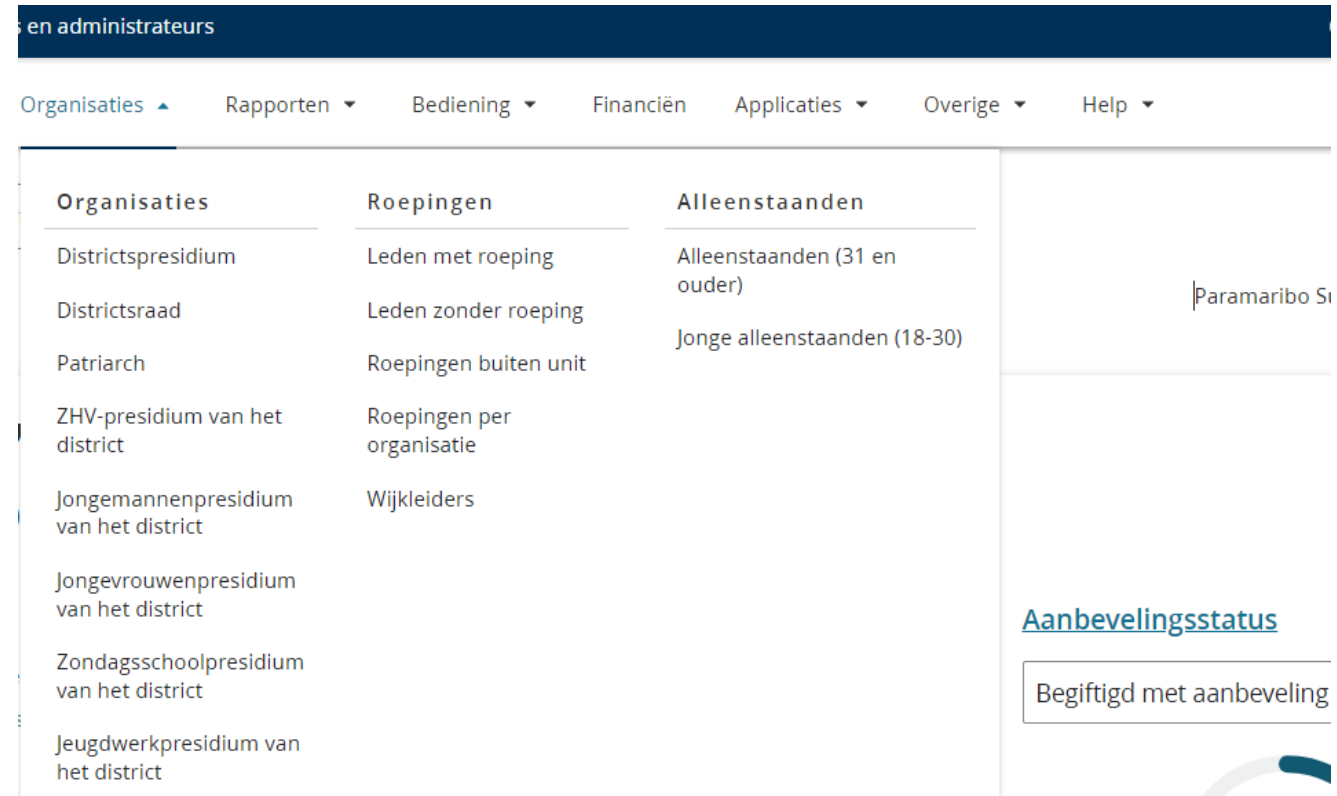 en administrateurs
Organisaties
Rapporten
Bediening
Financiën
Applicaties
Overige
Help
Organisaties
Districtspresidium
Districtsraad
Patriarch
ZHV-presidium van het
district
Jongemannenpresidium
van het district
Jongevrouwenpresidium
van het district
Zondagsschoolpresidium
van het district
Jeugdwerkpresidium van
het district
Roepingen
Leden met roeping
Leden zonder roeping
Roepingen buiten unit
Roepingen per
organisatie
Wijkleiders
Alleenstaanden
Alleenstaanden (31 en
ouder)
Jonge alleenstaanden (18-30)
Paramaribo
Aanbevelingsstatus
Begiftigd met aanbeveling